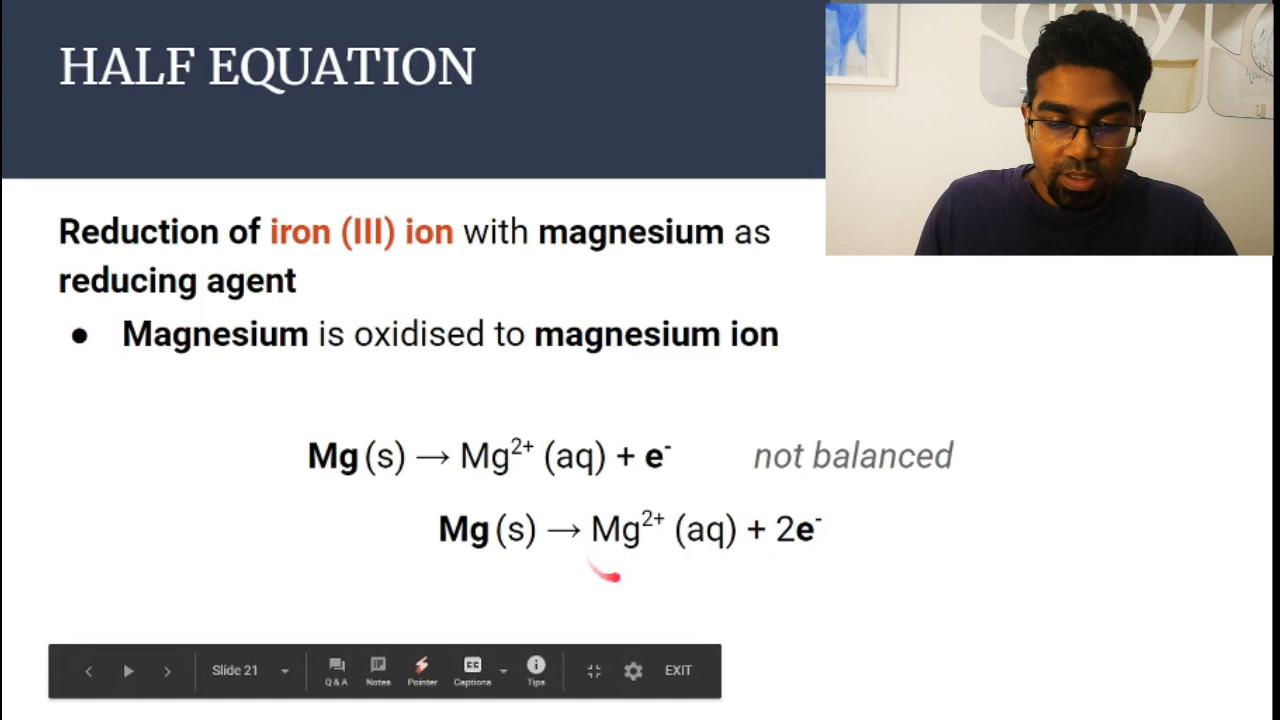 HALF EQUATION
Reduction of iron (III) ion with magnesium as
reducing agent
● Magnesium is oxidised to magnesium ion
Mg (s) → Mg²⁺ (aq) + e⁻ not balanced
Mg (s) → Mg²⁺ (aq) + 2e⁻
Slide 21 Q & A Notes Pointer CC Captions Tips EXIT